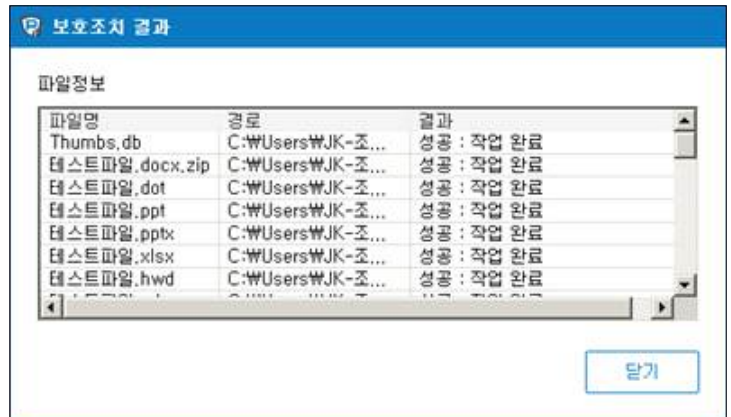 보호조치 결과
파일정보
파일명 경로 결과
Thumbs.db C:₩Users₩JK-조... 성공 : 작업 완료
테스트파일.docx.zip C:₩Users₩JK-조... 성공 : 작업 완료
테스트파일.dot C:₩Users₩JK-조... 성공 : 작업 완료
테스트파일.ppt C:₩Users₩JK-조... 성공 : 작업 완료
테스트파일.pptx C:₩Users₩JK-조... 성공 : 작업 완료
테스트파일.xlsx C:₩Users₩JK-조... 성공 : 작업 완료
테스트파일.hwd C:₩Users₩JK-조... 성공 : 작업 완료
닫기